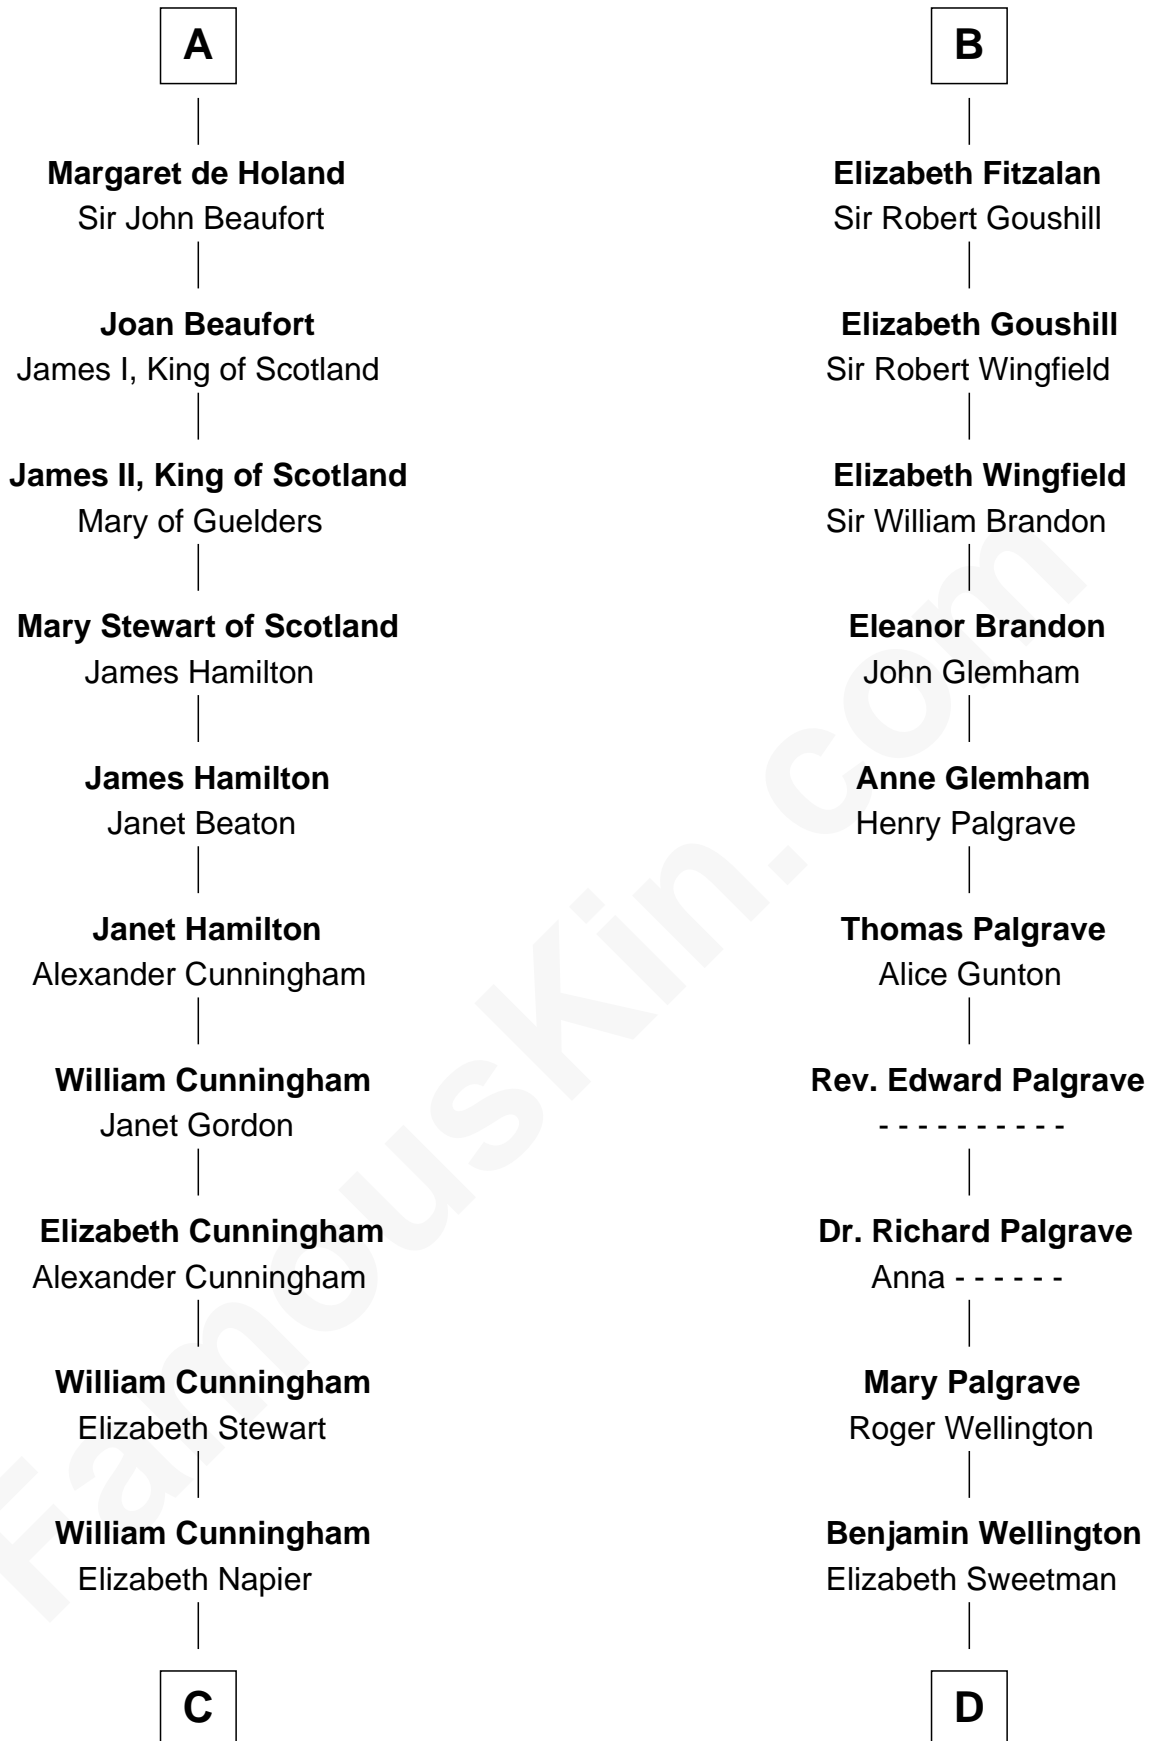 A
Margaret de Holand
Sir John Beaufort
Joan Beaufort
James I, King of Scotland
James II, King of Scotland
Mary of Guelders
Mary Stewart of Scotland
James Hamilton
James Hamilton
Janet Beaton
Janet Hamilton
Alexander Cunningham
William Cunningham
Janet Gordon
Elizabeth Cunningham
Alexander Cunningham
William Cunningham
Elizabeth Stewart
William Cunningham
Elizabeth Napier
C
B
Elizabeth Fitzalan
Sir Robert Goushill
Elizabeth Goushill
Sir Robert Wingfield
Elizabeth Wingfield
Sir William Brandon
Eleanor Brandon
John Glemham
Anne Glemham
Henry Palgrave
Thomas Palgrave
Alice Gunton
Rev. Edward Palgrave
- - - - - - - - - -
Dr. Richard Palgrave
Anna - - - - - -
Mary Palgrave
Roger Wellington
Benjamin Wellington
Elizabeth Sweetman
D
FamousKin.com